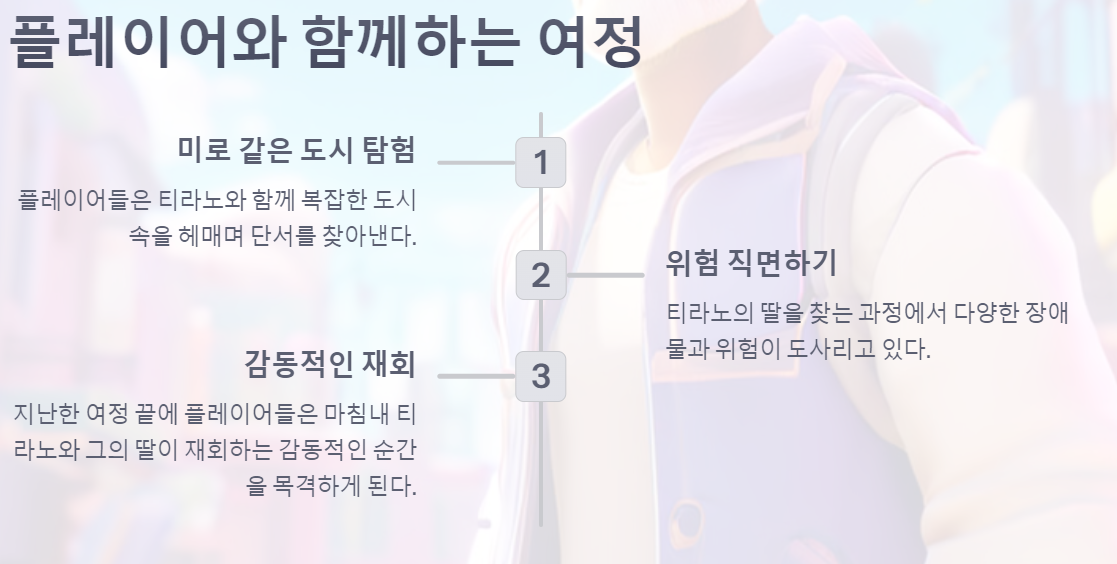 플레이어와 함께하는 여정
1
미로 같은 도시 탐험
플레이어들은 티라노와 함께 복잡한 도시
속을 헤매며 단서를 찾아낸다.
2
위험 직면하기
티라노의 딸을 찾는 과정에서 다양한 장애
물과 위험이 도사리고 있다.
3
감동적인 재회
지난한 여정 끝에 플레이어들은 마침내 티
라노와 그의 딸이 재회하는 감동적인 순간
을 목격하게 된다.